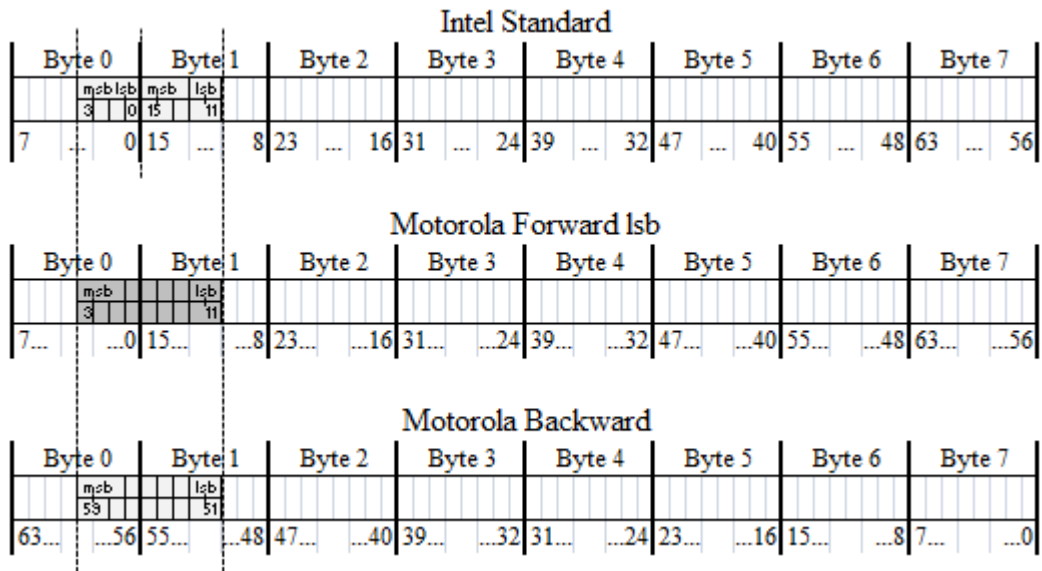 Intel Standard
Byte 0 Byte 1 Byte 2 Byte 3 Byte 4 Byte 5 Byte 6 Byte 7
msb lsb msb lsb
3 0 15 11
7 ... 0 15 ... 8 23 ... 16 31 ... 24 39 ... 32 47 ... 40 55 ... 48 63 ... 56
Motorola Forward lsb
Byte 0 Byte 1 Byte 2 Byte 3 Byte 4 Byte 5 Byte 6 Byte 7
msb lsb
3 11
7... ...0 15... ...8 23... ...16 31... ...24 39... ...32 47... ...40 55... ...48 63... ...56
Motorola Backward
Byte 0 Byte 1 Byte 2 Byte 3 Byte 4 Byte 5 Byte 6 Byte 7
msb lsb
59 51
63... ...56 55... ...48 47... ...40 39... ...32 31... ...24 23... ...16 15... ...8 7... ...0